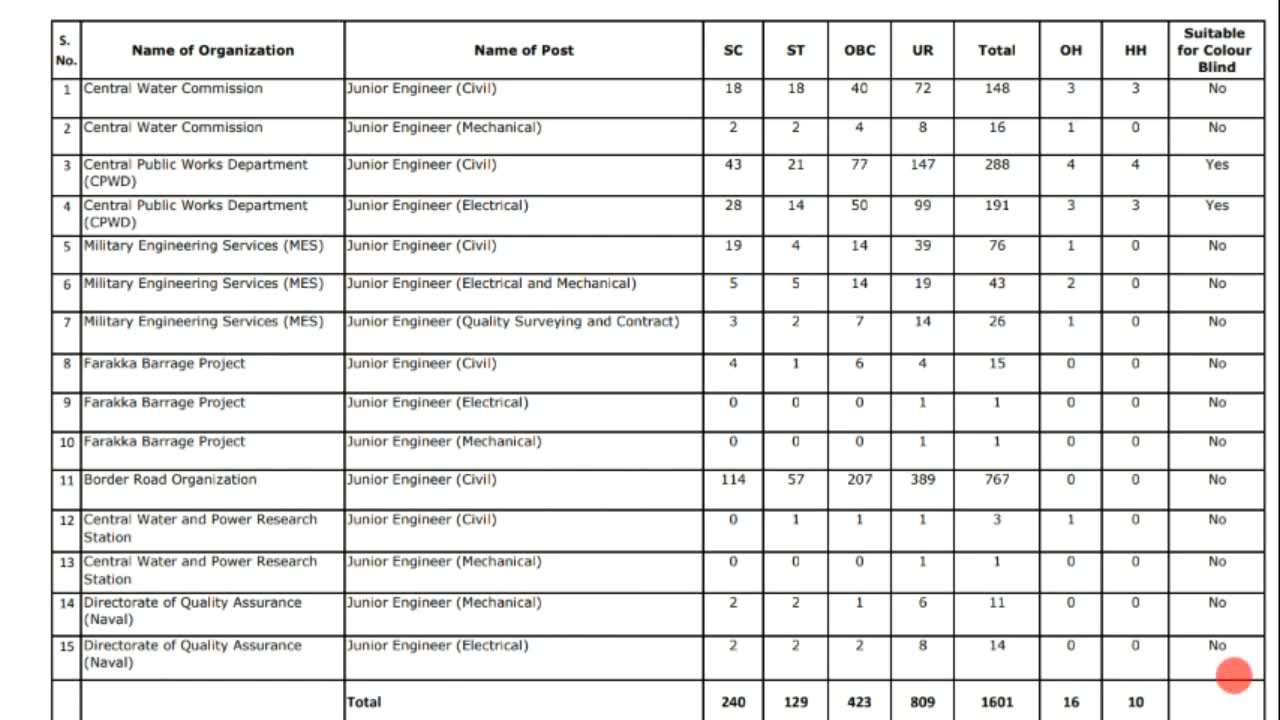 S. No. Name of Organization Name of Post SC ST OBC UR Total OH HH Suitable for Colour Blind
1 Central Water Commission Junior Engineer (Civil) 18 18 40 72 148 3 3 No
2 Central Water Commission Junior Engineer (Mechanical) 2 2 4 8 16 1 0 No
3 Central Public Works Department Junior Engineer (Civil) 43 21 77 147 288 4 4 Yes
(CPWD)
4 Central Public Works Department Junior Engineer (Electrical) 28 14 50 99 191 3 3 Yes
(CPWD)
5 Military Engineering Services (MES) Junior Engineer (Civil) 19 4 14 39 76 1 0 No
6 Military Engineering Services (MES) Junior Engineer (Electrical and Mechanical) 5 5 14 19 43 2 0 No
7 Military Engineering Services (MES) Junior Engineer (Quality Surveying and Contract) 3 2 7 14 26 1 0 No
8 Farakka Barrage Project Junior Engineer (Civil) 4 1 6 4 15 0 0 No
9 Farakka Barrage Project Junior Engineer (Electrical) 0 0 0 1 1 0 0 No
10 Farakka Barrage Project Junior Engineer (Mechanical) 0 0 0 1 1 0 0 No
11 Border Road Organization Junior Engineer (Civil) 114 57 207 389 767 0 0 No
12 Central Water and Power Research Junior Engineer (Civil) 0 1 1 1 3 1 0 No
Station
13 Central Water and Power Research Junior Engineer (Mechanical) 0 0 0 1 1 0 0 No
Station
14 Directorate of Quality Assurance Junior Engineer (Mechanical) 2 2 1 6 11 0 0 No
(Naval)
15 Directorate of Quality Assurance Junior Engineer (Electrical) 2 2 2 8 14 0 0 No
(Naval)
Total 240 129 423 809 1601 16 10